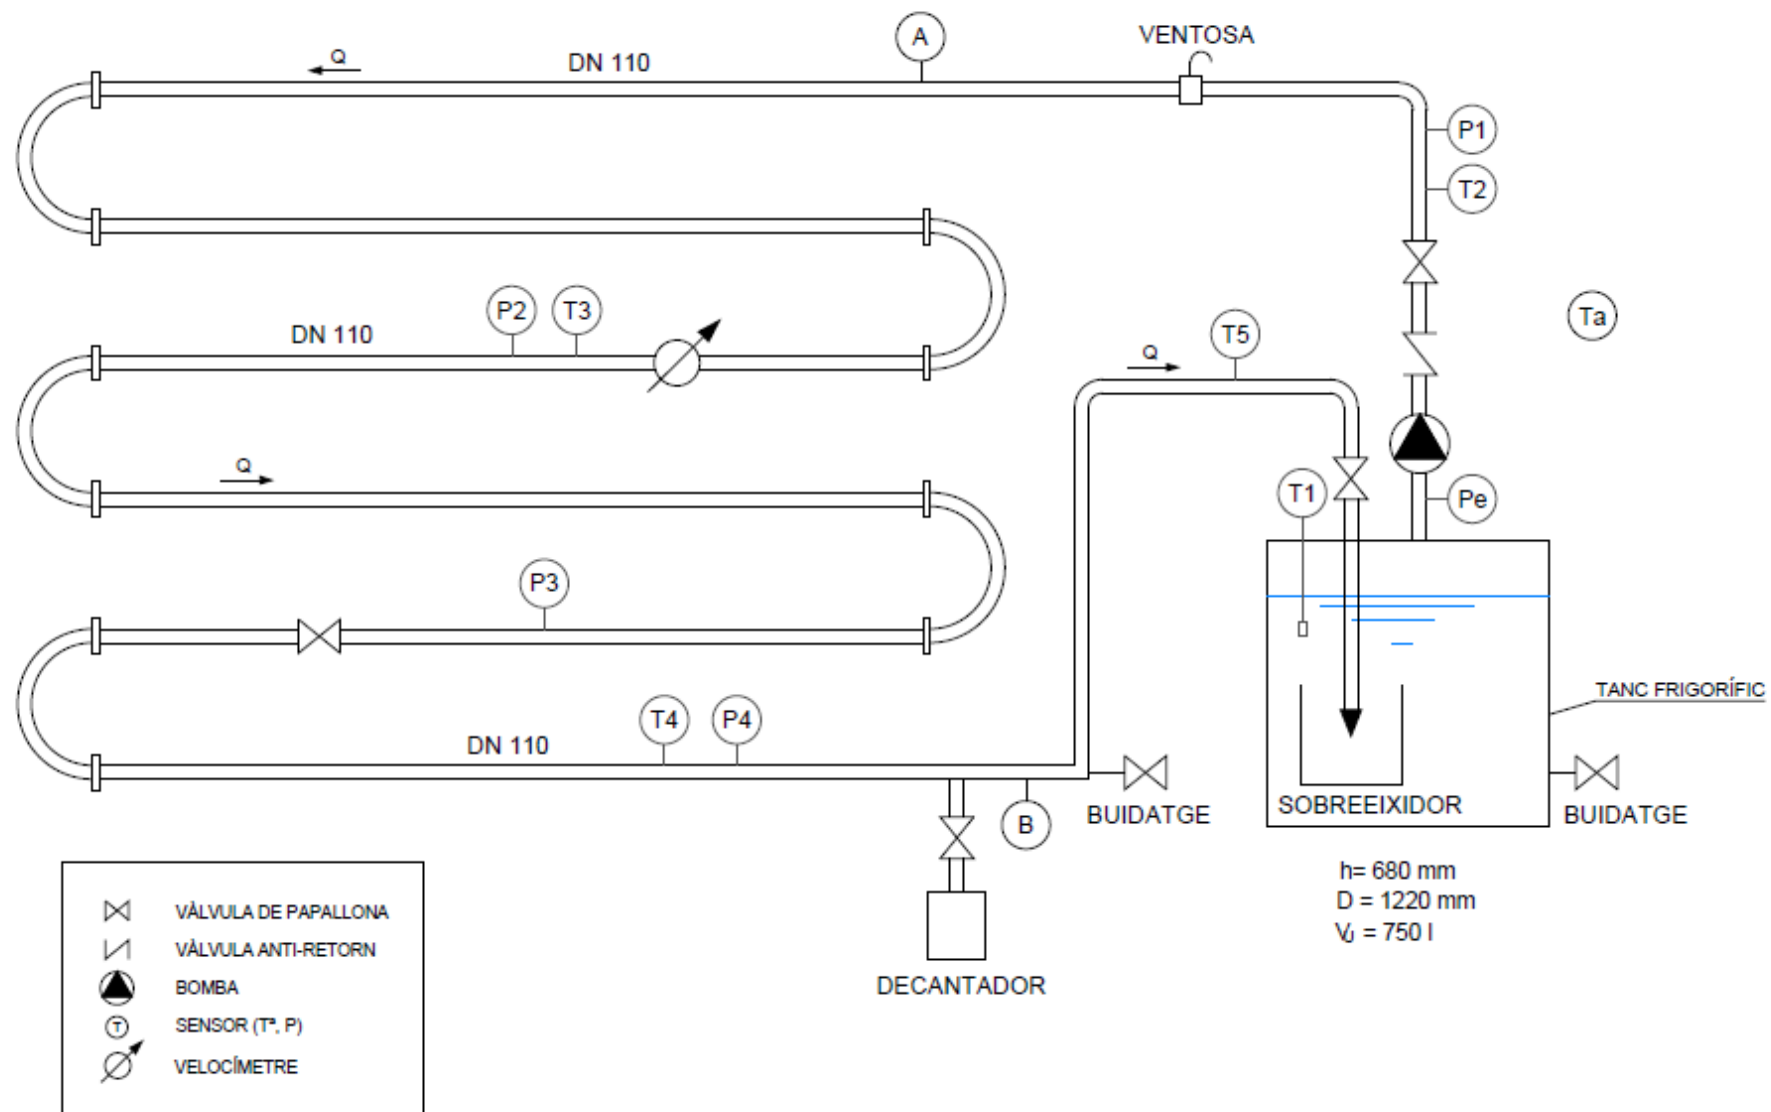 A
VENTOSA
Q
DN 110
P1
T2
P2
T3
DN 110
Ta
T5
Q
Q
T1
Pe
P3
TANC FRIGORÍFIC
T4
P4
DN 110
SOBREEIXIDOR
B
BUIDATGE
BUIDATGE
h= 680 mm
D = 1220 mm
VU = 750 l
DECANTADOR
VÀLVULA DE PAPALLONA
VÀLVULA ANTI-RETORN
BOMBA
T
SENSOR (Tª, P)
VELOCÍMETRE